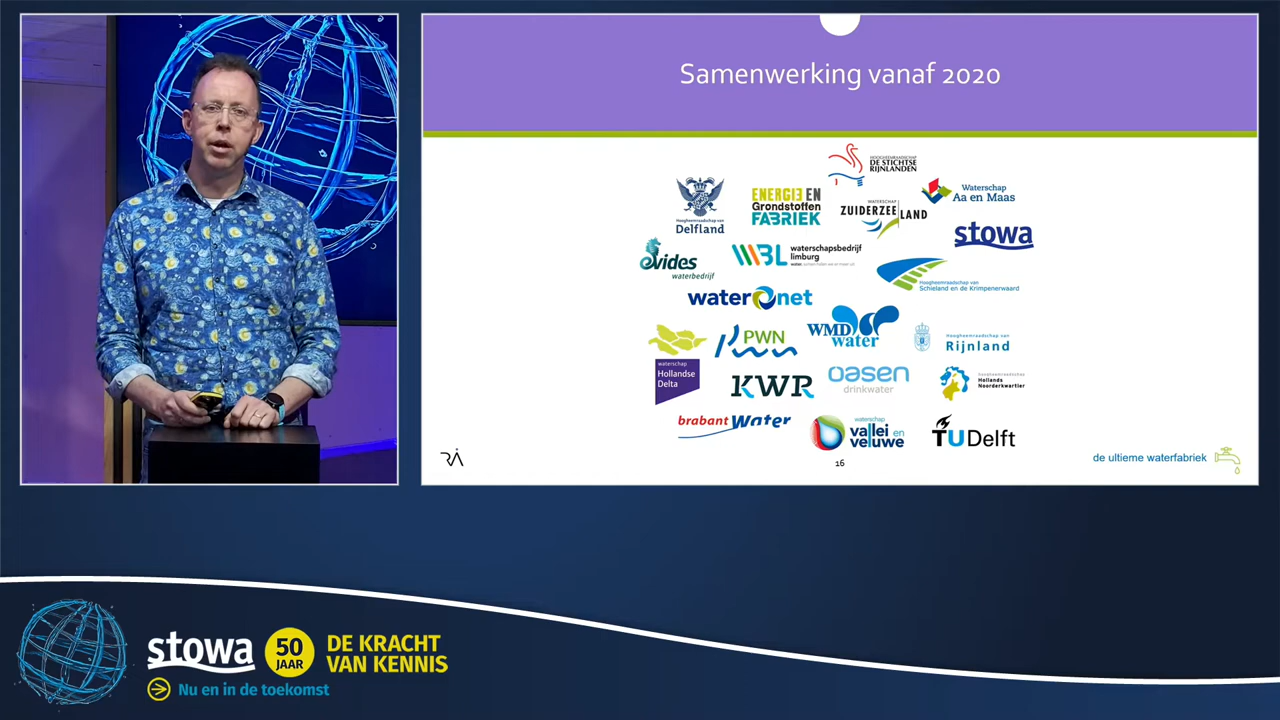 Samenwerking vanaf 2020
HOOGHEEMRAADSCHAP
DE STICHTSE
RIJNLANDEN
Hoogheemraadschap van
Delfland
ENERGIE EN
Grondstoffen
FABRIEK
WATERSCHAP
ZUIDERZEELAND
Waterschap
Aa en Maas
stowa
evides
waterbedrijf
WBL
waterschapsbedrijf
limburg
Hoogheemraadschap van
Schieland en de Krimpenerwaard
waternet
PWN
WMD
water
Hoogheemraadschap van
Rijnland
waterschap
Hollandse
Delta
KWR
oasen
drinkwater
hoogheemraadschap
Hollands
Noorderkwartier
brabant Water
waterschap
vallei en
veluwe
TU Delft
16
de ultieme waterfabriek
stowa
50
JAAR
DE KRACHT
VAN KENNIS
Nu en in de toekomst